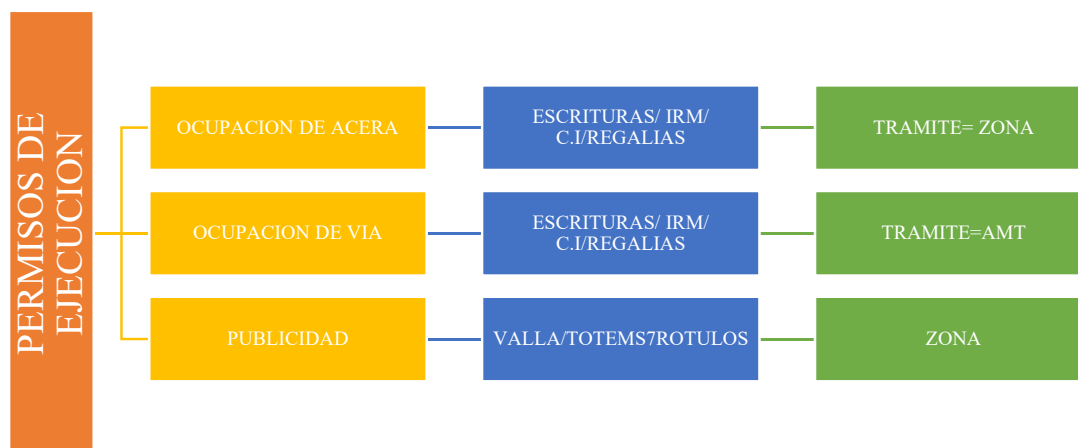 PERMISOS DE
EJECUCION
OCUPACION DE ACERA
ESCRITURAS/ IRM/
C.I/REGALIAS
TRAMITE= ZONA
OCUPACION DE VIA
ESCRITURAS/ IRM/
C.I/REGALIAS
TRAMITE=AMT
PUBLICIDAD
VALLA/TOTEMS7ROTULOS
ZONA